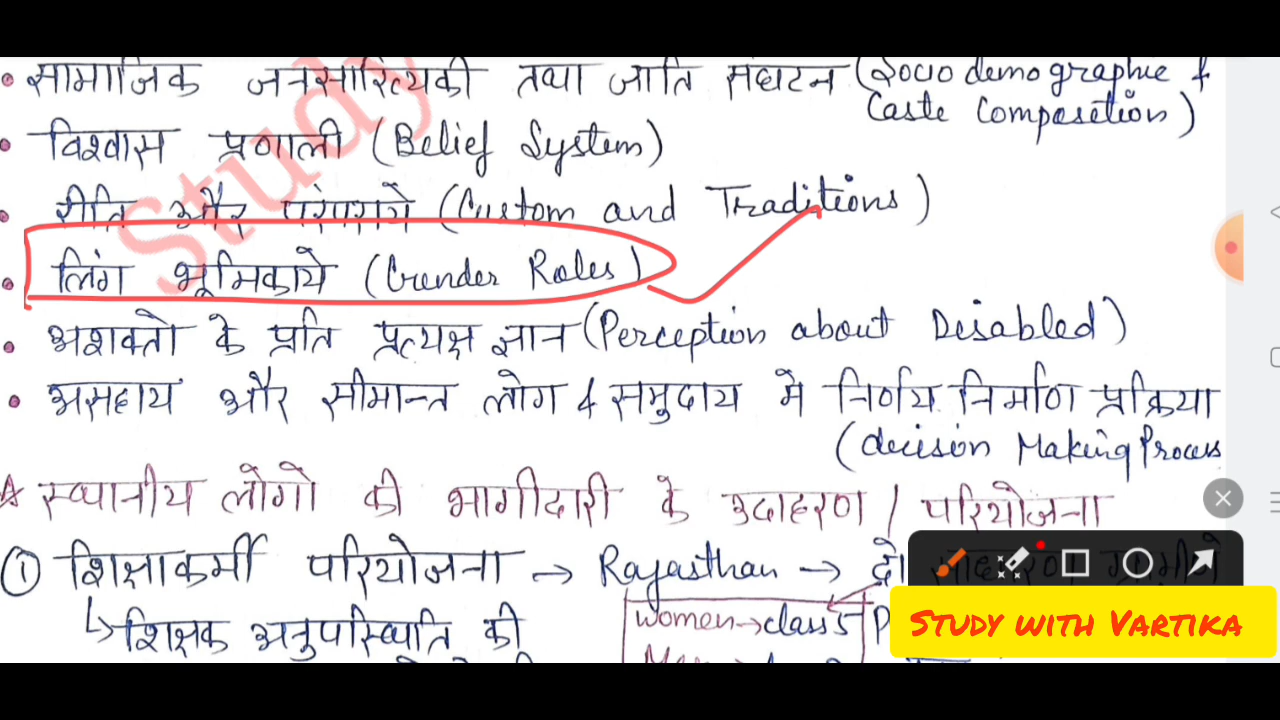 • सामाजिक जनसांख्यिकी तथा जाति संघटन (Socio demographic &
Caste Composetion)
• विश्वास प्रणाली (Belief System)
• रीति और परंपराये (Custom and Traditions)
• लिंग भूमिकाये (Gender Roles)
• अशक्तो के प्रति प्रत्यक्ष ज्ञान (Perception about Disabled)
• असहाय और सीमान्त लोग & समुदाय मे निर्णय निर्माण प्रक्रिया
(decision Making Process
स्थानीय लोगो की भागीदारी के उदाहरण / परियोजना
① शिक्षाकर्मी परियोजना → Rajasthan →
↳ शिक्षक अनुपस्थिति की
women → class 5
Study
STUDY WITH VARTIKA